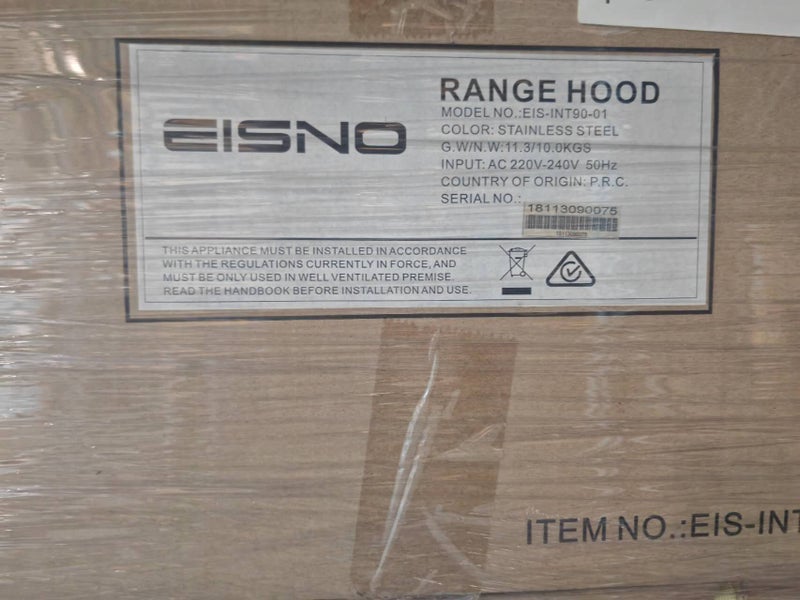 EISNO
RANGE HOOD
MODEL NO.:EIS-INT90-01
COLOR: STAINLESS STEEL
G.W/N.W:11.3/10.0KGS
INPUT: AC 220V-240V 50Hz
COUNTRY OF ORIGIN: P.R.C.
SERIAL NO.:
18113090075
THIS APPLIANCE MUST BE INSTALLED IN ACCORDANCE
WITH THE REGULATIONS CURRENTLY IN FORCE, AND
MUST BE ONLY USED IN WELL VENTILATED PREMISE.
READ THE HANDBOOK BEFORE INSTALLATION AND USE.
ITEM NO.:EIS-INT